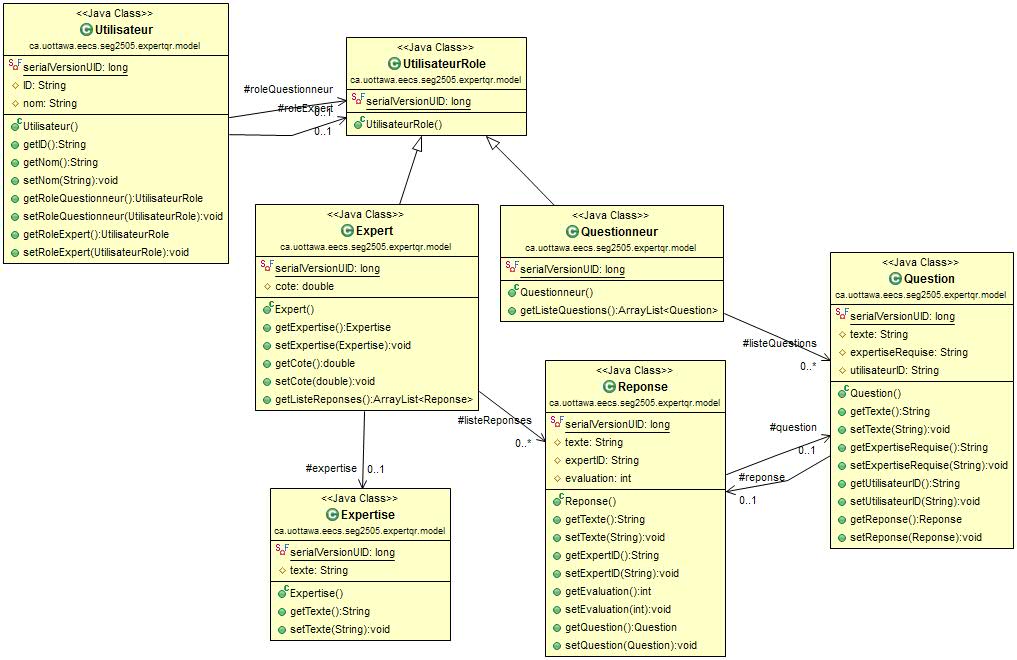 <<Java Class>>
Utilisateur
ca.uottawa.eecs.seg2505.expertqr.model
serialVersionUID: long
ID: String
nom: String
Utilisateur()
getID():String
getNom():String
setNom(String):void
getRoleQuestionneur():UtilisateurRole
setRoleQuestionneur(UtilisateurRole):void
getRoleExpert():UtilisateurRole
setRoleExpert(UtilisateurRole):void
#roleQuestionneur
0..1
#roleExpert
0..1
<<Java Class>>
UtilisateurRole
ca.uottawa.eecs.seg2505.expertqr.model
serialVersionUID: long
UtilisateurRole()
<<Java Class>>
Expert
ca.uottawa.eecs.seg2505.expertqr.model
serialVersionUID: long
cote: double
Expert()
getExpertise():Expertise
setExpertise(Expertise):void
getCote():double
setCote(double):void
getListeReponses():ArrayList<Reponse>
<<Java Class>>
Questionneur
ca.uottawa.eecs.seg2505.expertqr.model
serialVersionUID: long
Questionneur()
getListeQuestions():ArrayList<Question>
#listeQuestions
0..*
<<Java Class>>
Question
ca.uottawa.eecs.seg2505.expertqr.model
serialVersionUID: long
texte: String
expertiseRequise: String
utilisateurID: String
Question()
getTexte():String
setTexte(String):void
getExpertiseRequise():String
setExpertiseRequise(String):void
getUtilisateurID():String
setUtilisateurID(String):void
getReponse():Reponse
setReponse(Reponse):void
#listeReponses
0..*
<<Java Class>>
Reponse
ca.uottawa.eecs.seg2505.expertqr.model
serialVersionUID: long
texte: String
expertID: String
evaluation: int
Reponse()
getTexte():String
setTexte(String):void
getExpertID():String
setExpertID(String):void
getEvaluation():int
setEvaluation(int):void
getQuestion():Question
setQuestion(Question):void
#question
0..1
#reponse
0..1
#expertise
0..1
<<Java Class>>
Expertise
ca.uottawa.eecs.seg2505.expertqr.model
serialVersionUID: long
texte: String
Expertise()
getTexte():String
setTexte(String):void